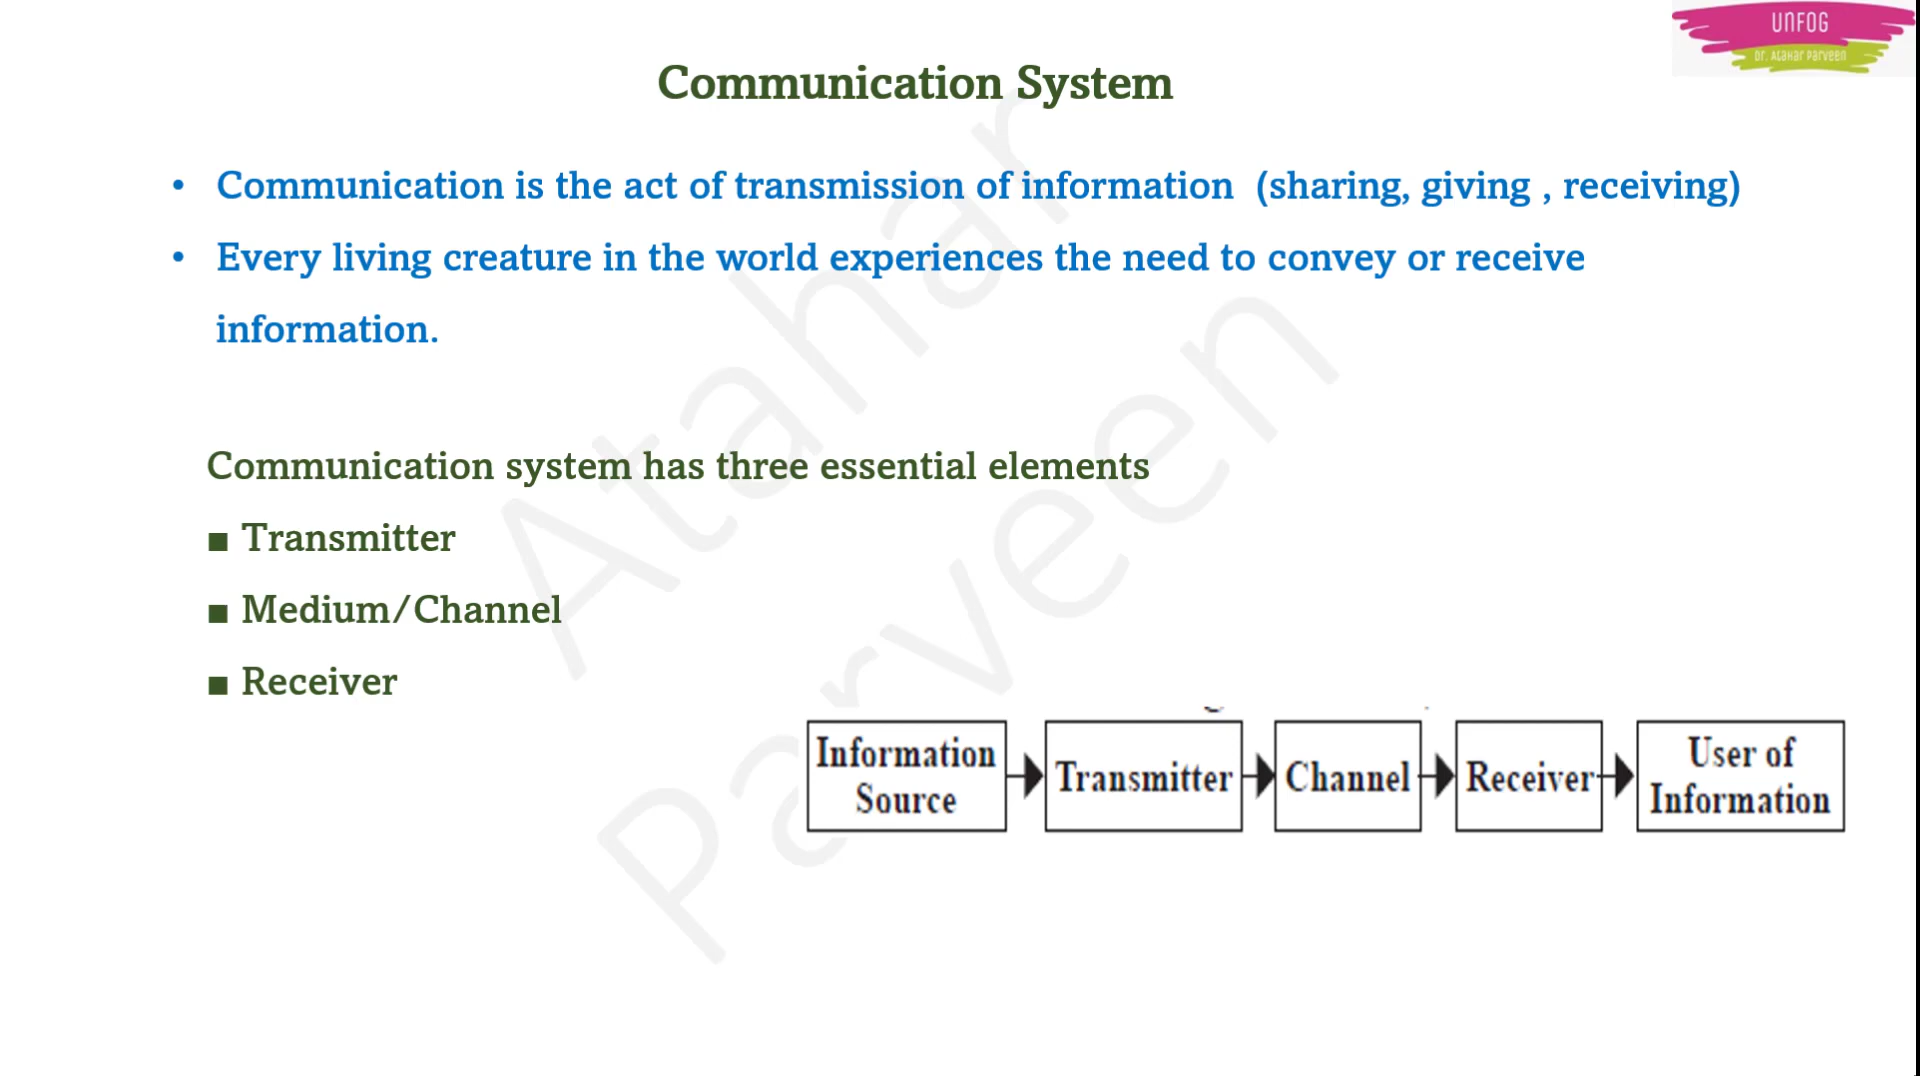 UNFOG
Dr. Atahar Parveen
Communication System
• Communication is the act of transmission of information (sharing, giving , receiving)
• Every living creature in the world experiences the need to convey or receive
information.
Communication system has three essential elements
■ Transmitter
■ Medium/Channel
■ Receiver
Information
Source
Transmitter
Channel
Receiver
User of
Information
Atahar
Parveen